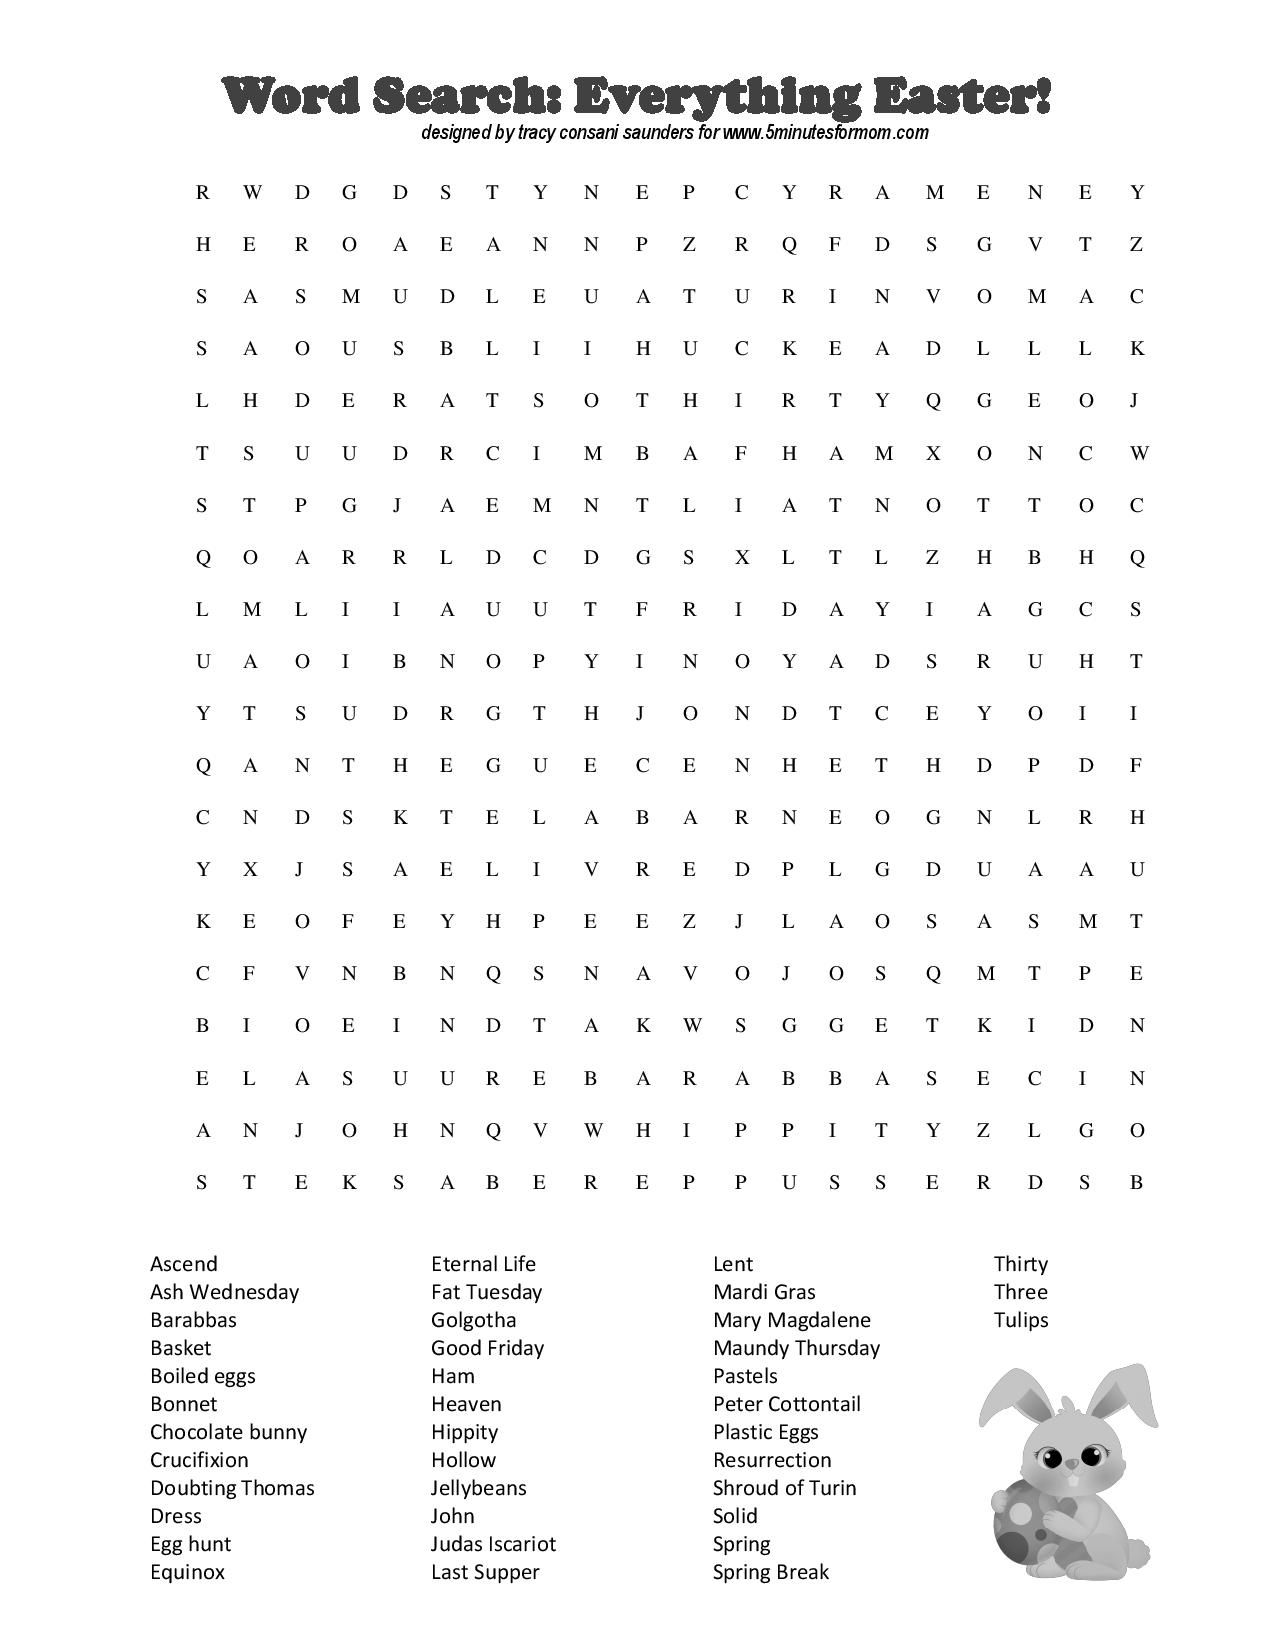 Word Search: Everything Easter!
designed by tracy consani saunders for www.5minutesformom.com
R W D G D S T Y N E P C Y R A M E N E Y
H E R O A E A N N P Z R Q F D S G V T Z
S A S M U D L E U A T U R I N V O M A C
S A O U S B L I I H U C K E A D L L L K
L H D E R A T S O T H I R T Y Q G E O J
T S U U D R C I M B A F H A M X O N C W
S T P G J A E M N T L I A T N O T T O C
Q O A R R L D C D G S X L T L Z H B H Q
L M L I I A U U T F R I D A Y I A G C S
U A O I B N O P Y I N O Y A D S R U H T
Y T S U D R G T H J O N D T C E Y O I I
Q A N T H E G U E C E N H E T H D P D F
C N D S K T E L A B A R N E O G N L R H
Y X J S A E L I V R E D P L G D U A A U
K E O F E Y H P E E Z J L A O S A S M T
C F V N B N Q S N A V O J O S Q M T P E
B I O E I N D T A K W S G G E T K I D N
E L A S U U R E B A R A B B A S E C I N
A N J O H N Q V W H I P P I T Y Z L G O
S T E K S A B E R E P P U S S E R D S B
Ascend Eternal Life Lent Thirty
Ash Wednesday Fat Tuesday Mardi Gras Three
Barabbas Golgotha Mary Magdalene Tulips
Basket Good Friday Maundy Thursday
Boiled eggs Ham Pastels
Bonnet Heaven Peter Cottontail
Chocolate bunny Hippity Plastic Eggs
Crucifixion Hollow Resurrection
Doubting Thomas Jellybeans Shroud of Turin
Dress John Solid
Egg hunt Judas Iscariot Spring
Equinox Last Supper Spring Break